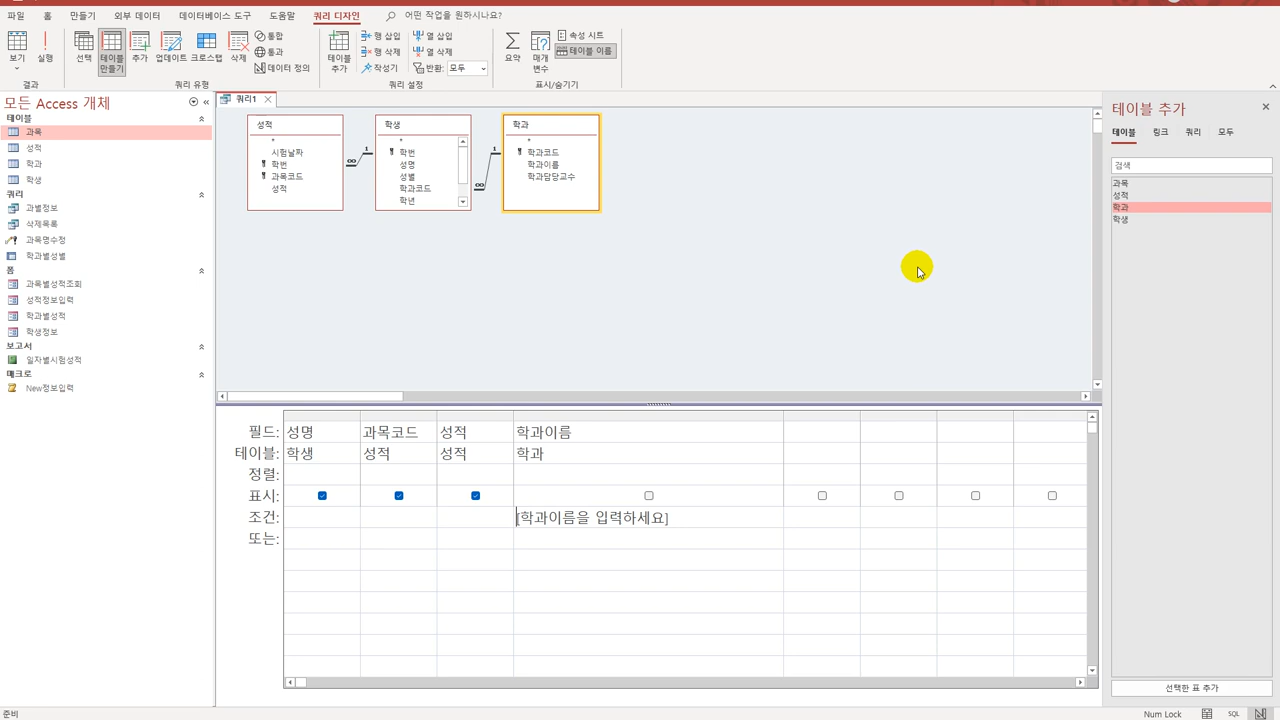 파일 홈 만들기 외부 데이터 데이터베이스 도구 도움말 쿼리 디자인 어떤 작업을 원하시나요?
보기 실행 선택 테이블 만들기 추가 업데이트 크로스탭 삭제 통합 통과 데이터 정의 테이블 추가 행 삽입 행 삭제 작성기 열 삽입 열 삭제 반환: 모두 요약 매개 변수 속성 시트 테이블 이름
결과 쿼리 유형 쿼리 설정 표시/숨기기
모든 Access 개체
테이블
과목
성적
학과
학생
쿼리
과별정보
삭제목록
과목명수정
학과별성별
폼
과목별성적조회
성적정보입력
학과별성적
학생정보
보고서
일자별시험성적
매크로
New정보입력
쿼리1
성적
*
시험날짜
학번
과목코드
성적
학생
*
학번
성명
성별
학과코드
학년
학과
*
학과코드
학과이름
학과담당교수
∞ 1
∞ 1
필드: 성명 과목코드 성적 학과이름
테이블: 학생 성적 성적 학과
정렬:
표시:
조건: [학과이름을 입력하세요]
또는:
테이블 추가
테이블 링크 쿼리 모두
검색
과목
성적
학과
학생
선택한 표 추가
준비 Num Lock SQL